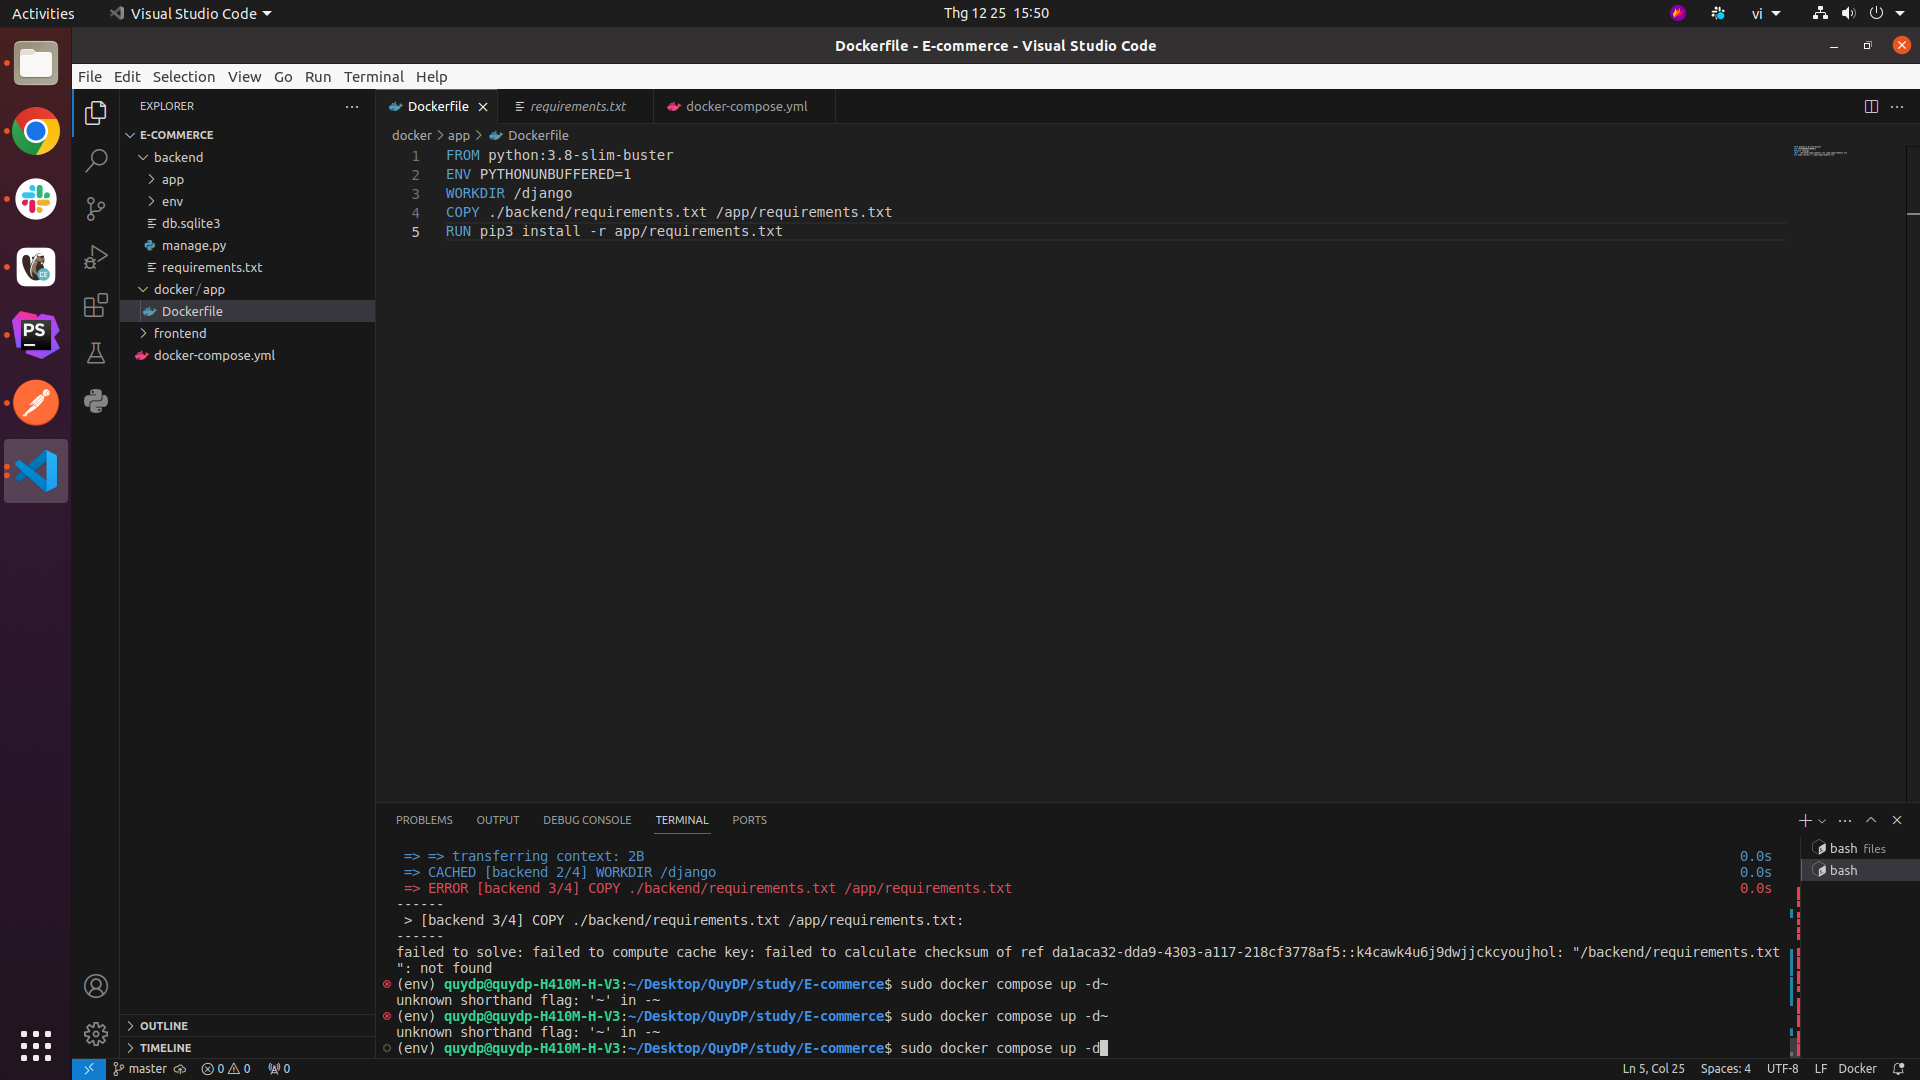 Activities
Visual Studio Code
Thg 12 25 15:50
vi
Dockerfile - E-commerce - Visual Studio Code
File Edit Selection View Go Run Terminal Help
EXPLORER
E-COMMERCE
backend
app
env
db.sqlite3
manage.py
requirements.txt
docker / app
Dockerfile
frontend
docker-compose.yml
OUTLINE
TIMELINE
PS
Dockerfile
requirements.txt
docker-compose.yml
docker > app > Dockerfile
1 FROM python:3.8-slim-buster
2 ENV PYTHONUNBUFFERED=1
3 WORKDIR /django
4 COPY ./backend/requirements.txt /app/requirements.txt
5 RUN pip3 install -r app/requirements.txt
PROBLEMS OUTPUT DEBUG CONSOLE TERMINAL PORTS
bash files
bash
=> => transferring context: 2B 0.0s
=> CACHED [backend 2/4] WORKDIR /django 0.0s
=> ERROR [backend 3/4] COPY ./backend/requirements.txt /app/requirements.txt 0.0s
------
> [backend 3/4] COPY ./backend/requirements.txt /app/requirements.txt:
------
failed to solve: failed to compute cache key: failed to calculate checksum of ref da1aca32-dda9-4303-a117-218cf3778af5::k4cawk4u6j9dwjjckcyoujhol: "/backend/requirements.txt
": not found
(env) quydp@quydp-H410M-H-V3:~/Desktop/QuyDP/study/E-commerce$ sudo docker compose up -d~
unknown shorthand flag: '~' in -~
(env) quydp@quydp-H410M-H-V3:~/Desktop/QuyDP/study/E-commerce$ sudo docker compose up -d~
unknown shorthand flag: '~' in -~
(env) quydp@quydp-H410M-H-V3:~/Desktop/QuyDP/study/E-commerce$ sudo docker compose up -d
master 0 0 0
Ln 5, Col 25 Spaces: 4 UTF-8 LF Docker